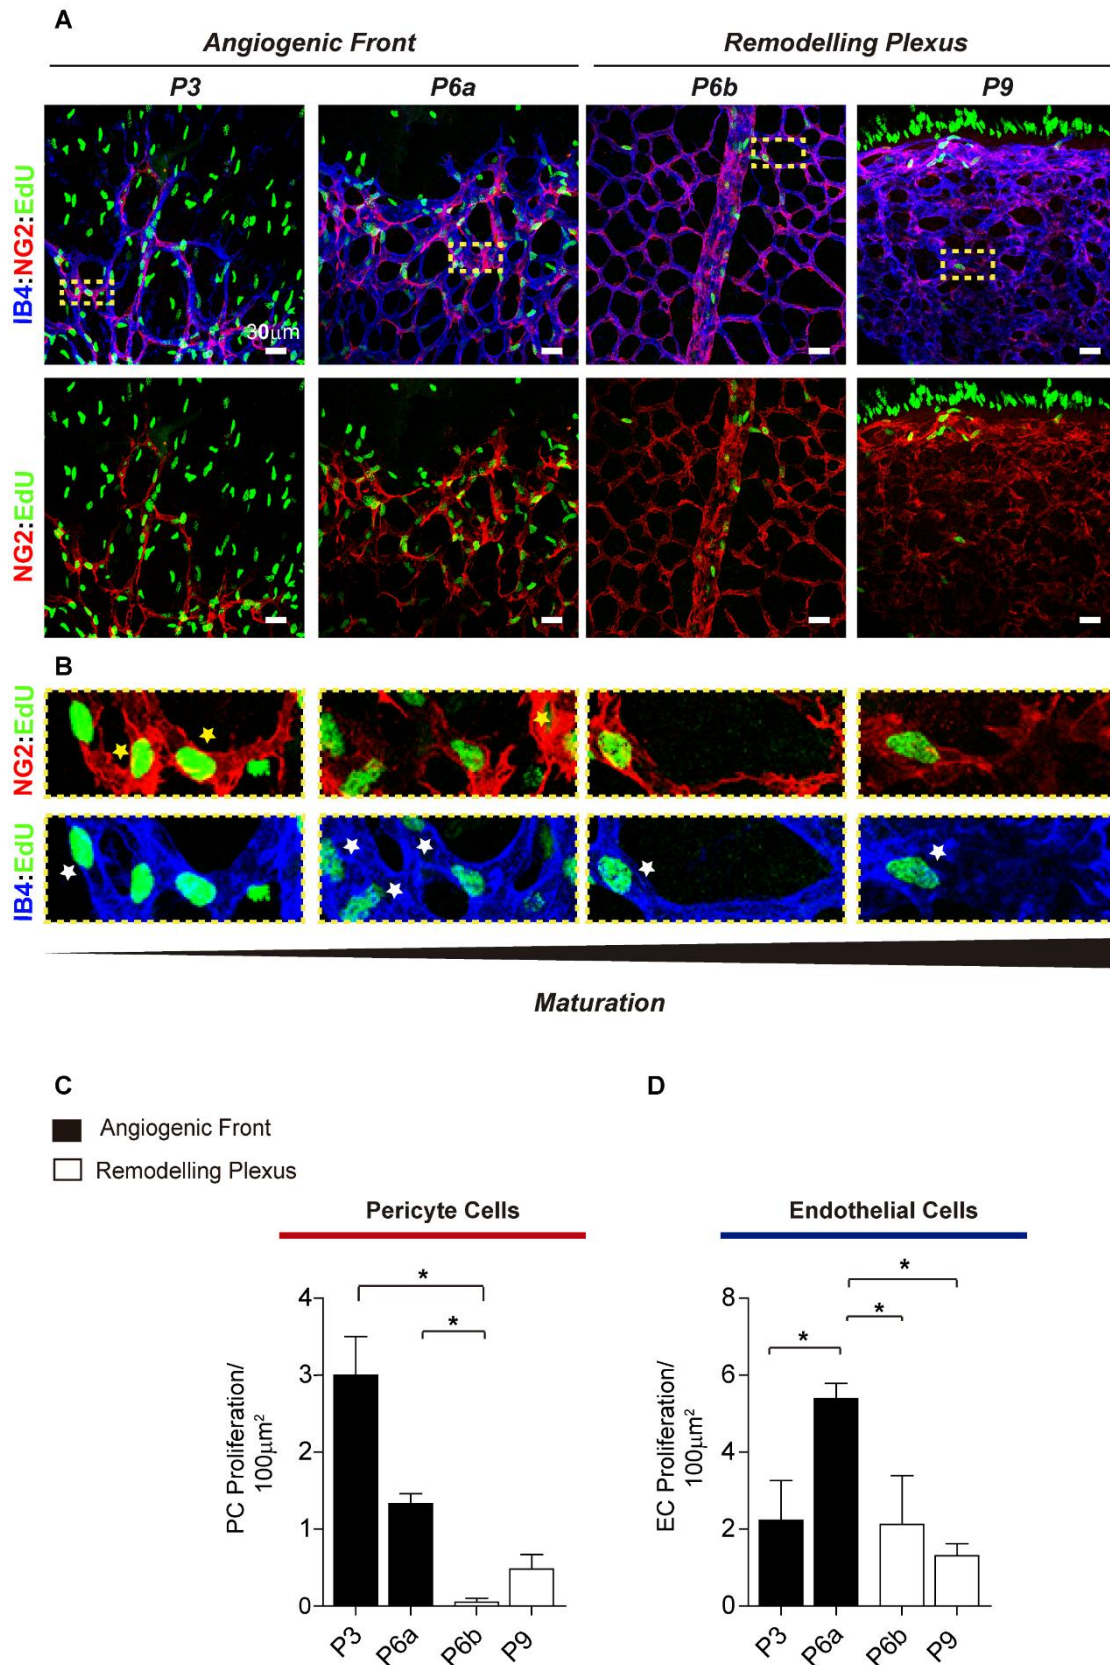 A
Angiogenic Front
Remodelling Plexus
P3
P6a
P6b
P9
IB4:NG2:EdU
30µm
NG2:EdU
B
NG2:EdU
IB4:EdU
Maturation
C
D
Angiogenic Front
Remodelling Plexus
Pericyte Cells
Endothelial Cells
PC Proliferation/
100µm²
4
3
2
1
0
*
*
P3
P6a
P6b
P9
EC Proliferation/
100µm²
8
6
4
2
0
*
*
*
P3
P6a
P6b
P9